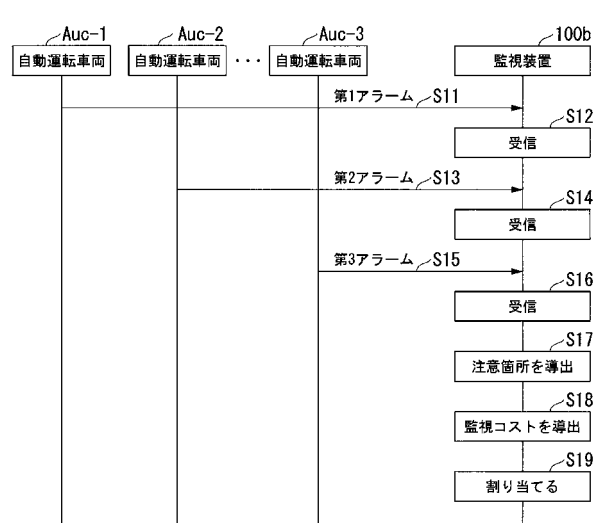 Auc-1
Auc-2
Auc-3
100b
自動運転車両
自動運転車両
・・・
自動運転車両
監視装置
第1アラーム
S11
S12
受信
第2アラーム
S13
S14
受信
第3アラーム
S15
S16
受信
S17
注意箇所を導出
S18
監視コストを導出
S19
割り当てる